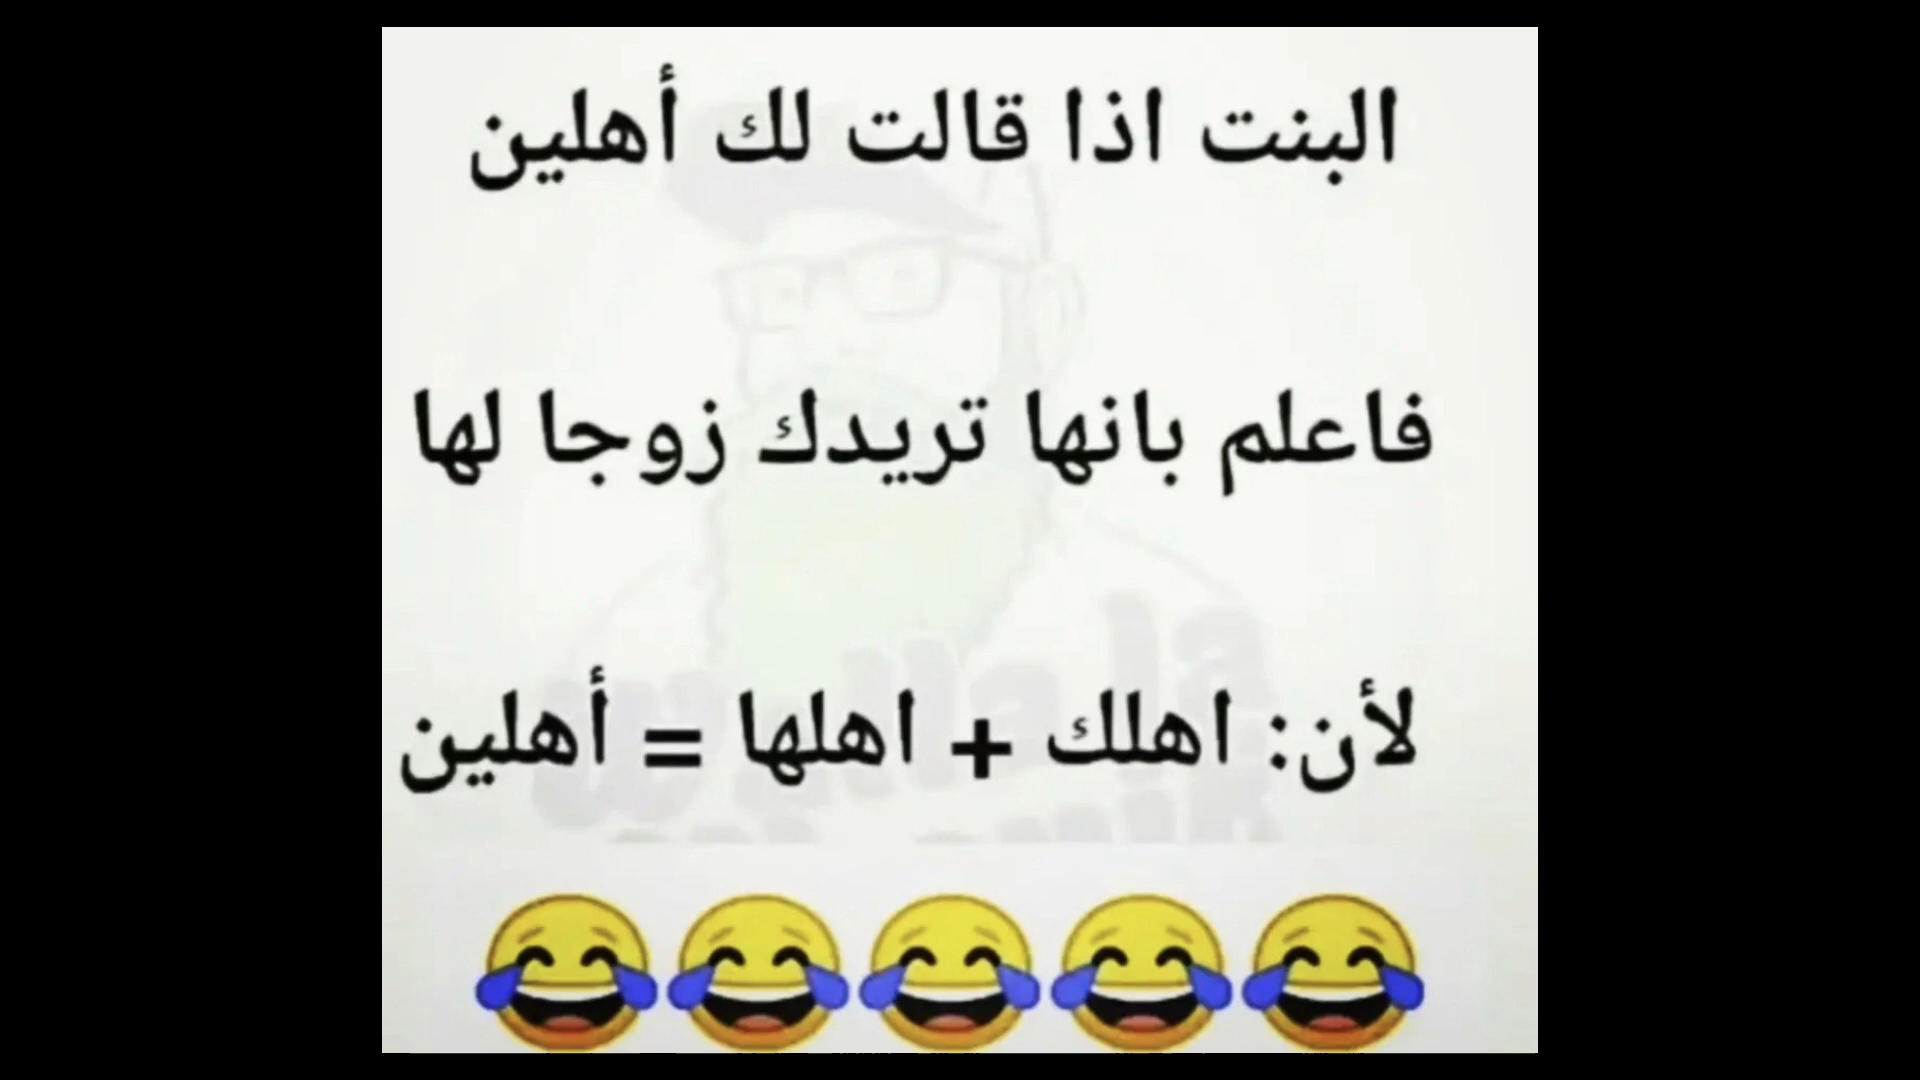 البنت اذا قالت لك أهلين
فاعلم بانها تريدك زوجا لها
لأن: اهلك + اهلها = أهلين
😂😂😂😂😂